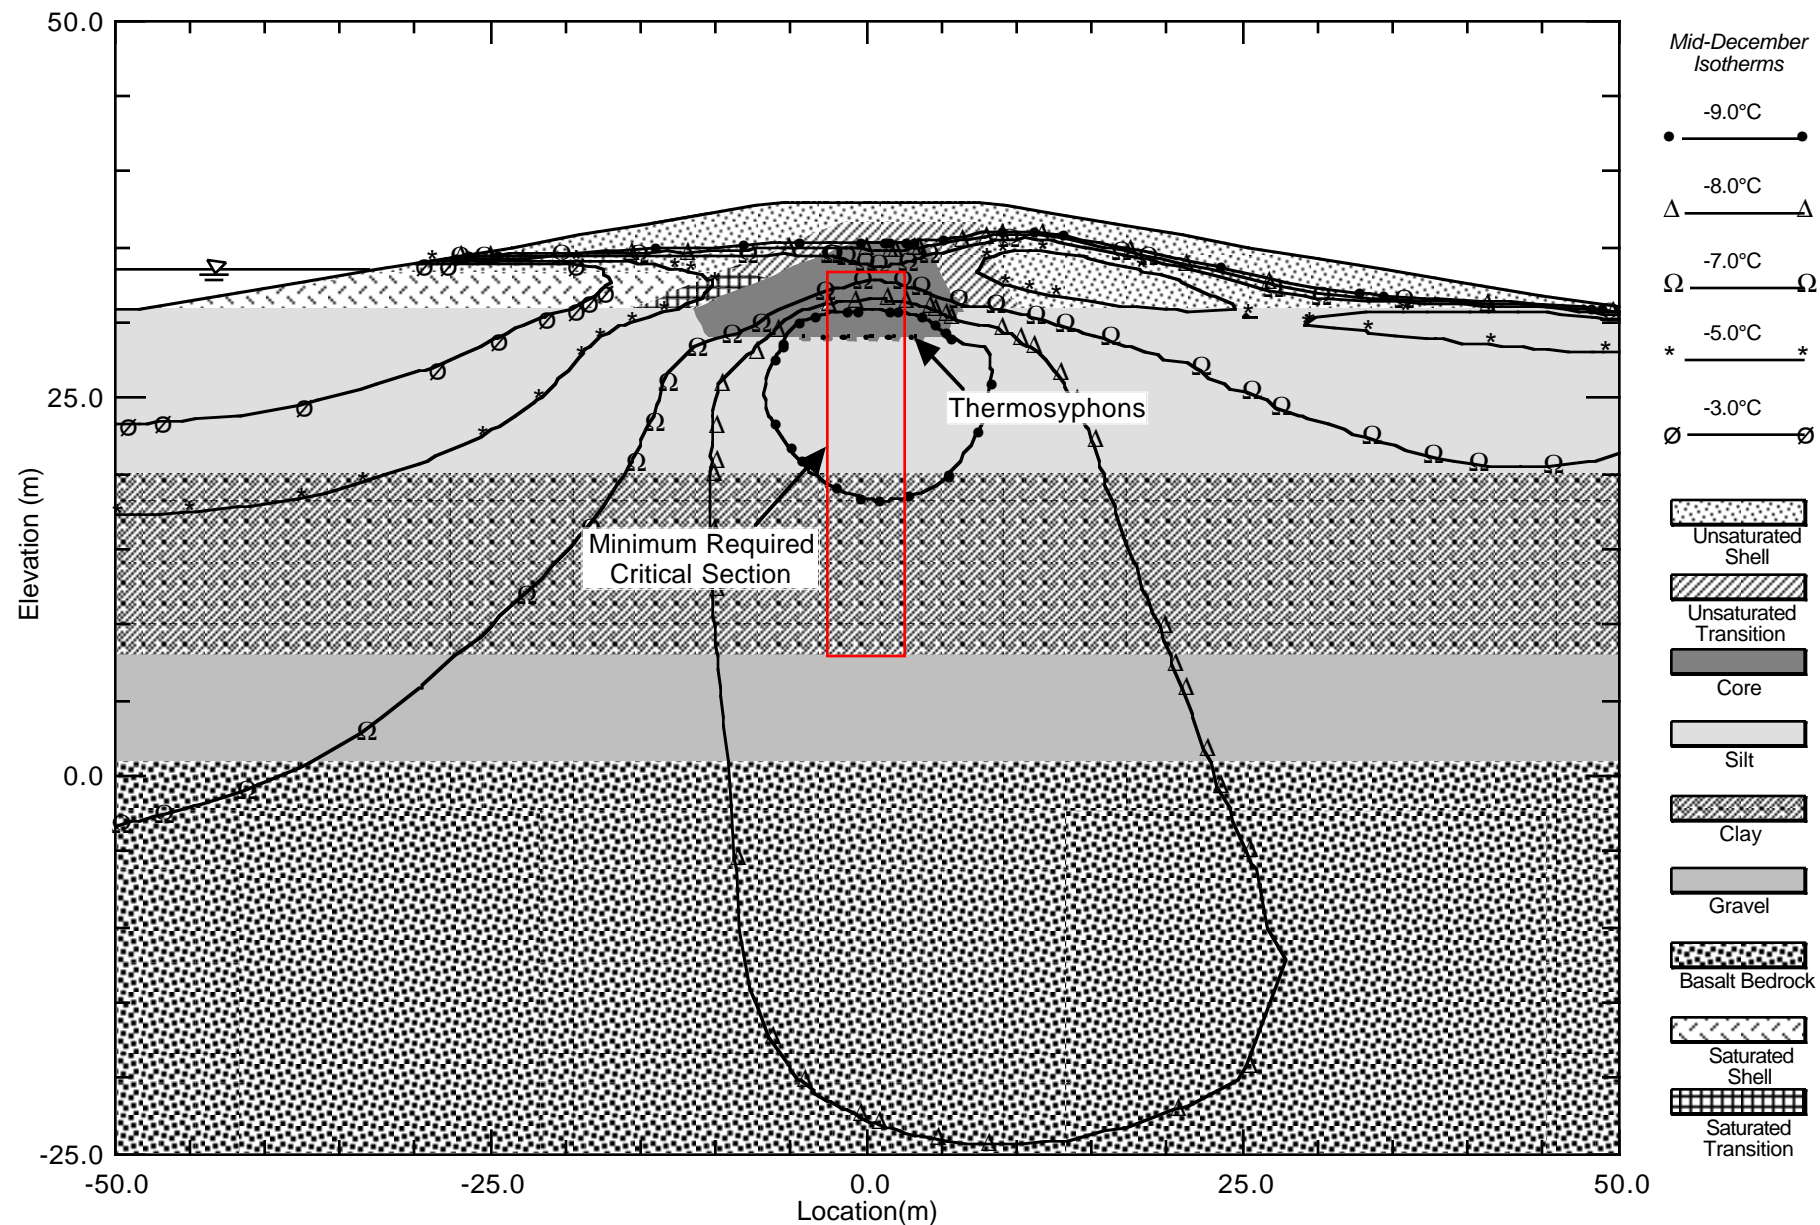 50.0
25.0
0.0
-25.0
Elevation (m)
-50.0
-25.0
0.0
25.0
50.0
Location(m)
Thermosyphons
Minimum Required
Critical Section
Mid-December
Isotherms
-9.0°C
-8.0°C
-7.0°C
-5.0°C
-3.0°C
Unsaturated
Shell
Unsaturated
Transition
Core
Silt
Clay
Gravel
Basalt Bedrock
Saturated
Shell
Saturated
Transition